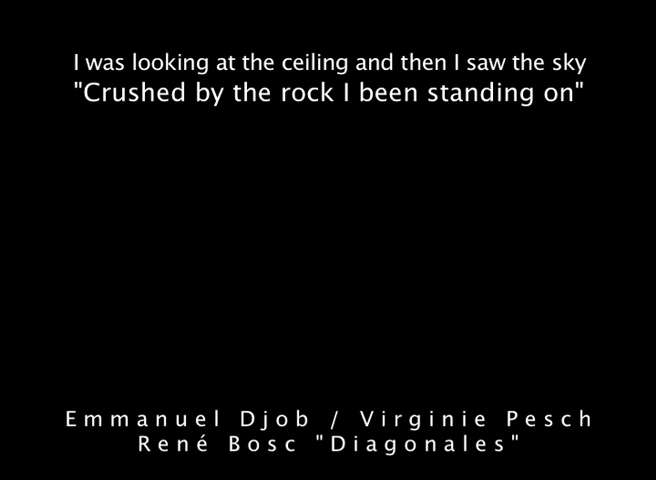 I was looking at the ceiling and then I saw the sky
"Crushed by the rock I been standing on"
Emmanuel Djob / Virginie Pesch
René Bosc "Diagonales"